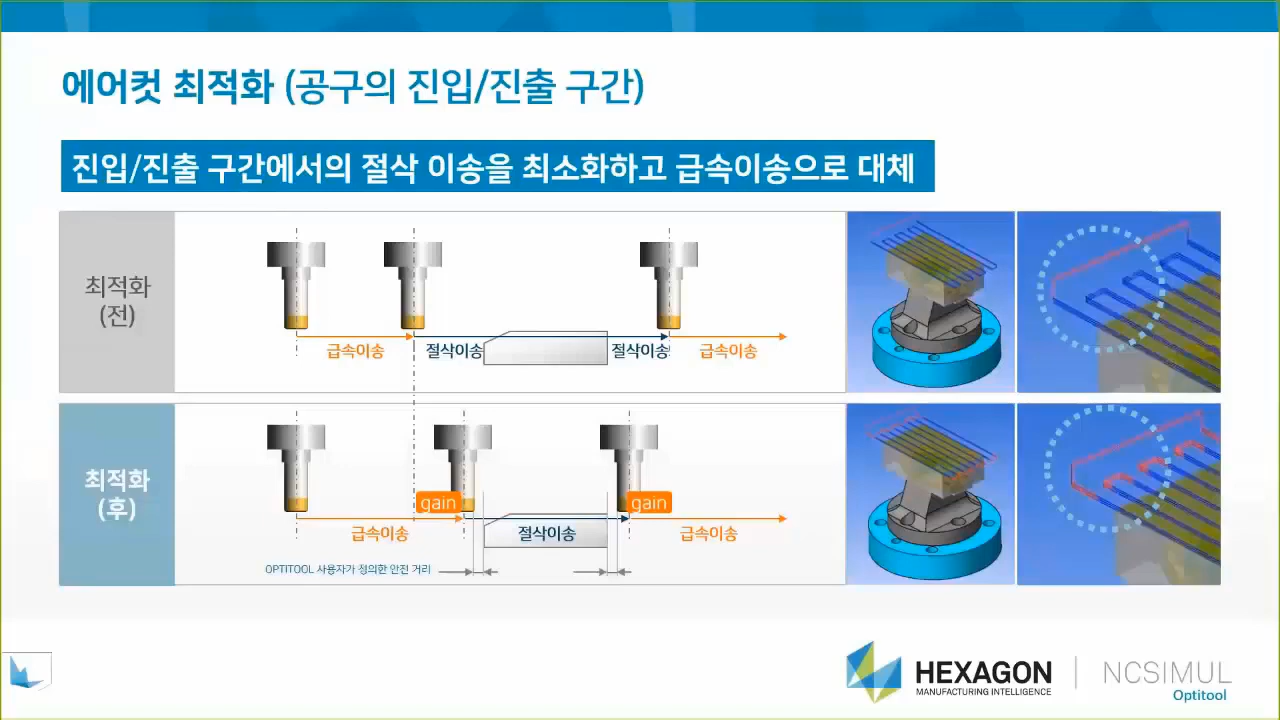 에어컷 최적화 (공구의 진입/진출 구간)
진입/진출 구간에서의 절삭 이송을 최소화하고 급속이송으로 대체
최적화
(전)
급속이송
절삭이송
절삭이송
급속이송
최적화
(후)
gain
gain
급속이송
절삭이송
급속이송
OPTITOOL 사용자가 정의한 안전 거리
HEXAGON
MANUFACTURING INTELLIGENCE
NCSIMUL
Optitool